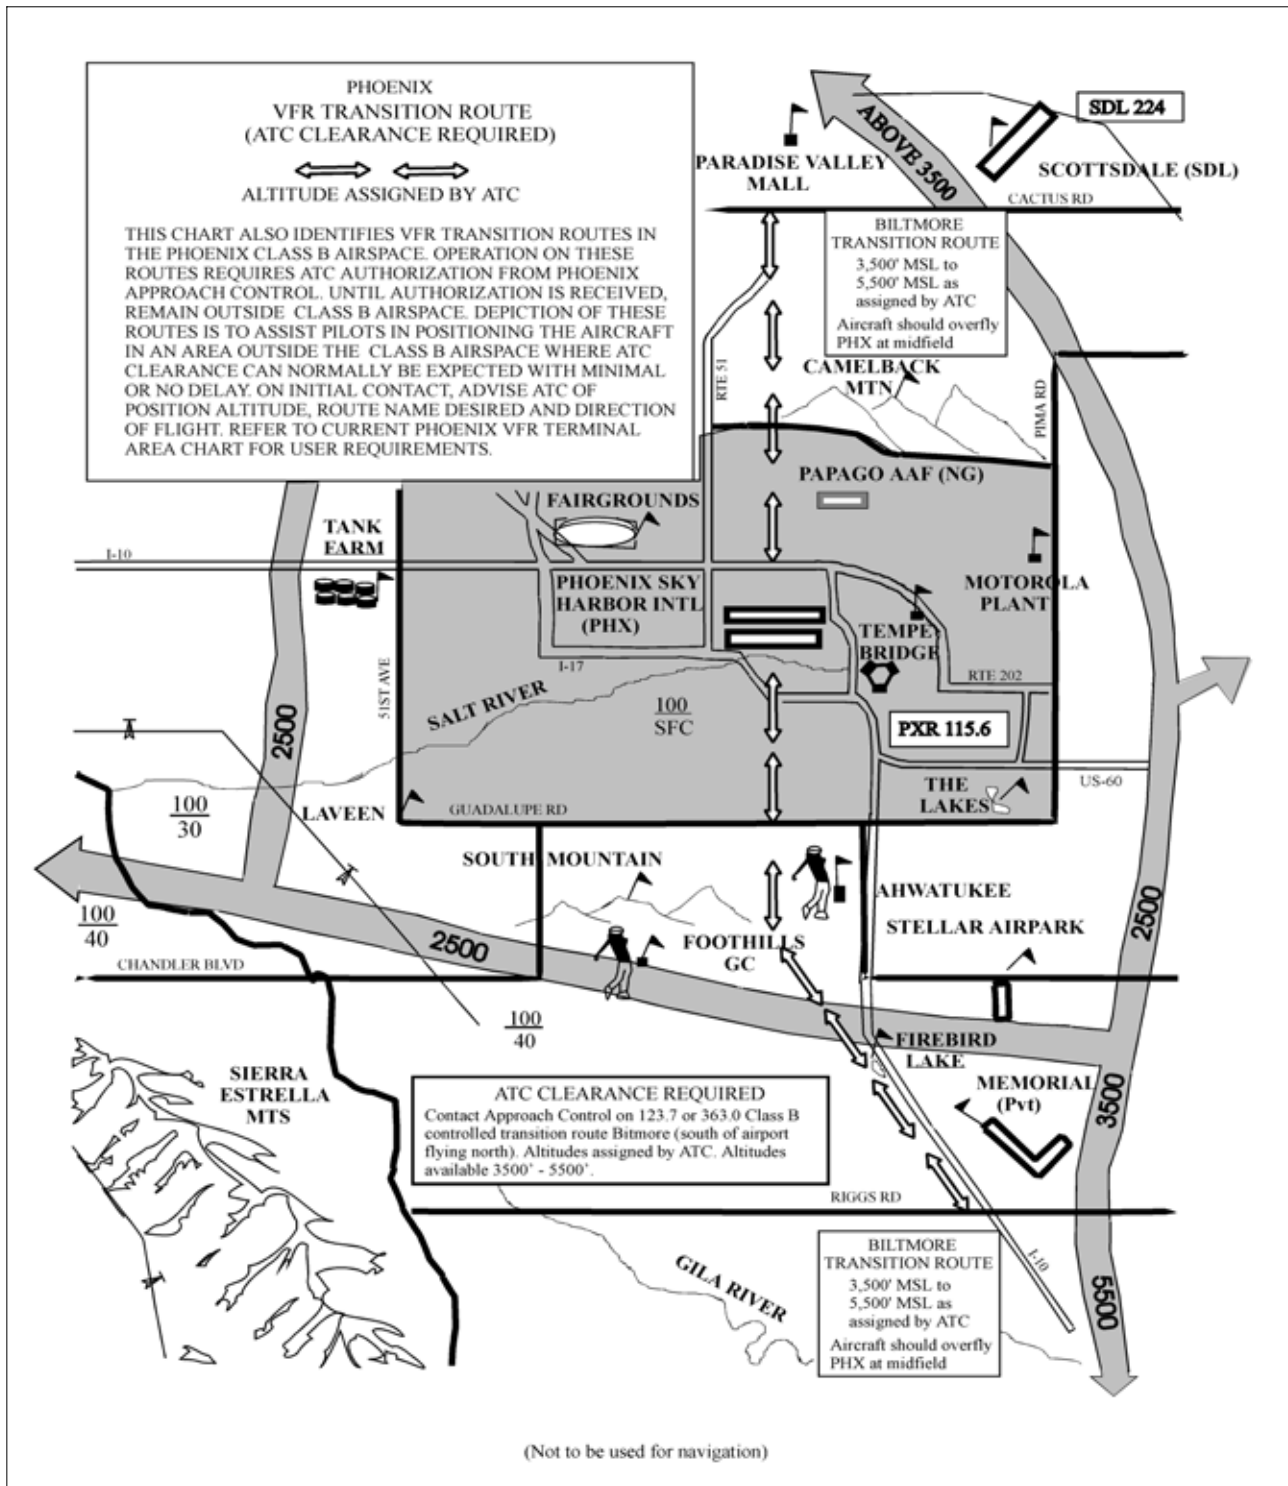 PHOENIX
VFR TRANSITION ROUTE
(ATC CLEARANCE REQUIRED)
ALTITUDE ASSIGNED BY ATC
THIS CHART ALSO IDENTIFIES VFR TRANSITION ROUTES IN
THE PHOENIX CLASS B AIRSPACE. OPERATION ON THESE
ROUTES REQUIRES ATC AUTHORIZATION FROM PHOENIX
APPROACH CONTROL. UNTIL AUTHORIZATION IS RECEIVED,
REMAIN OUTSIDE CLASS B AIRSPACE. DEPICTION OF THESE
ROUTES IS TO ASSIST PILOTS IN POSITIONING THE AIRCRAFT
IN AN AREA OUTSIDE THE CLASS B AIRSPACE WHERE ATC
CLEARANCE CAN NORMALLY BE EXPECTED WITH MINIMAL
OR NO DELAY. ON INITIAL CONTACT, ADVISE ATC OF
POSITION ALTITUDE, ROUTE NAME DESIRED AND DIRECTION
OF FLIGHT. REFER TO CURRENT PHOENIX VFR TERMINAL
AREA CHART FOR USER REQUIREMENTS.
ABOVE 3500
SDL 224
PARADISE VALLEY
MALL
SCOTTSDALE (SDL)
CACTUS RD
BILTMORE
TRANSITION ROUTE
3,500' MSL to
5,500' MSL as
assigned by ATC
Aircraft should overfly
PHX at midfield
RTE 51
CAMELBACK
MTN
PIMA RD
PAPAGO AAF (NG)
FAIRGROUNDS
TANK
FARM
I-10
PHOENIX SKY
HARBOR INTL
(PHX)
MOTOROLA
PLANT
TEMPE
BRIDGE
I-17
RTE 202
51ST AVE
SALT RIVER
100
SFC
PXR 115.6
2500
US-60
THE
LAKES
100
30
LAVEEN
GUADALUPE RD
SOUTH MOUNTAIN
AHWATUKEE
STELLAR AIRPARK
2500
100
40
2500
FOOTHILLS
GC
CHANDLER BLVD
100
40
FIREBIRD
LAKE
SIERRA
ESTRELLA
MTS
MEMORIAL
(Pvt)
3500
ATC CLEARANCE REQUIRED
Contact Approach Control on 123.7 or 363.0 Class B
controlled transition route Bitmore (south of airport
flying north). Altitudes assigned by ATC. Altitudes
available 3500' - 5500'.
RIGGS RD
GILA RIVER
BILTMORE
TRANSITION ROUTE
3,500' MSL to
5,500' MSL as
assigned by ATC
Aircraft should overfly
PHX at midfield
I-10
5500
(Not to be used for navigation)